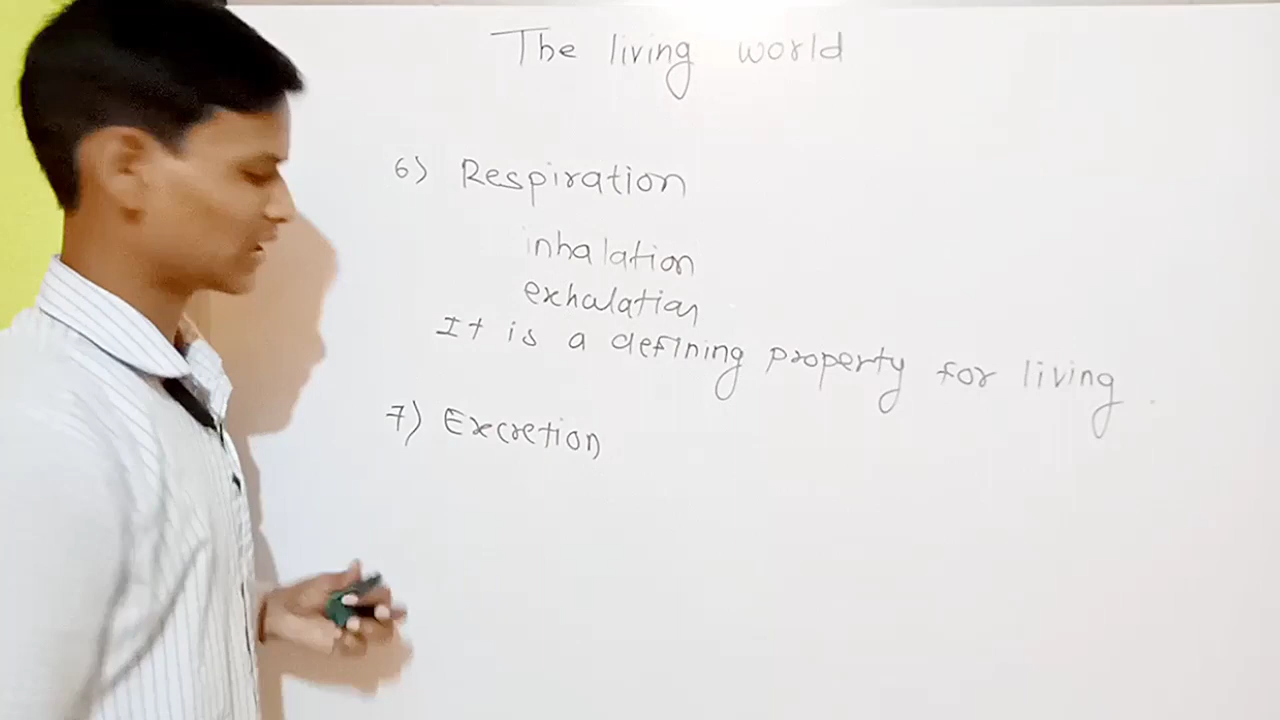 The living world
6) Respiration
inhalation
exhalation
It is a defining property for living .
7) Excretion